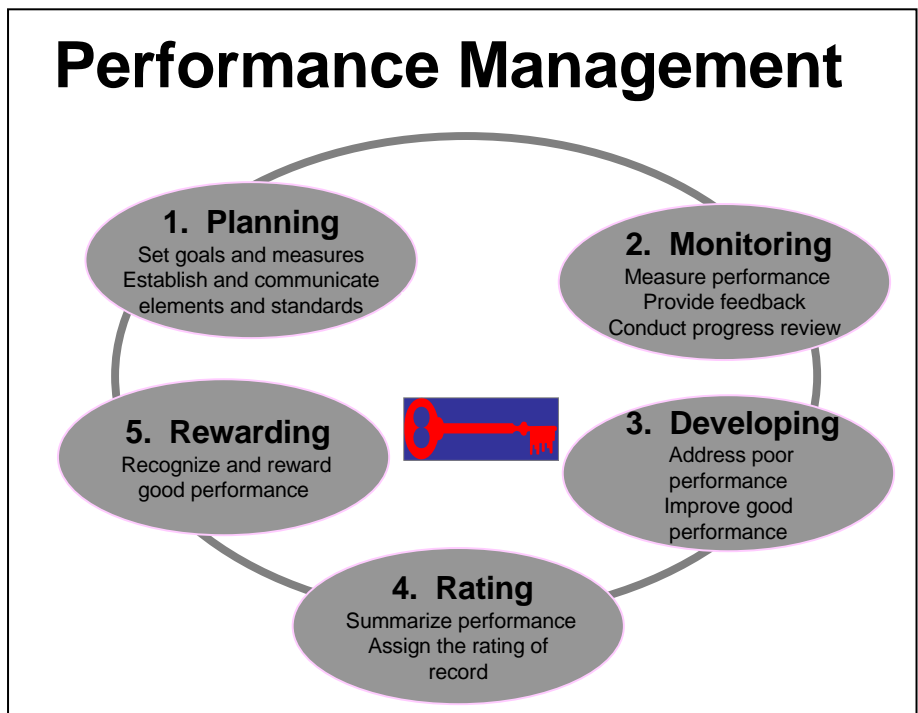 Performance Management
1. Planning
Set goals and measures
Establish and communicate
elements and standards
2. Monitoring
Measure performance
Provide feedback
Conduct progress review
3. Developing
Address poor
performance
Improve good
performance
4. Rating
Summarize performance
Assign the rating of
record
5. Rewarding
Recognize and reward
good performance